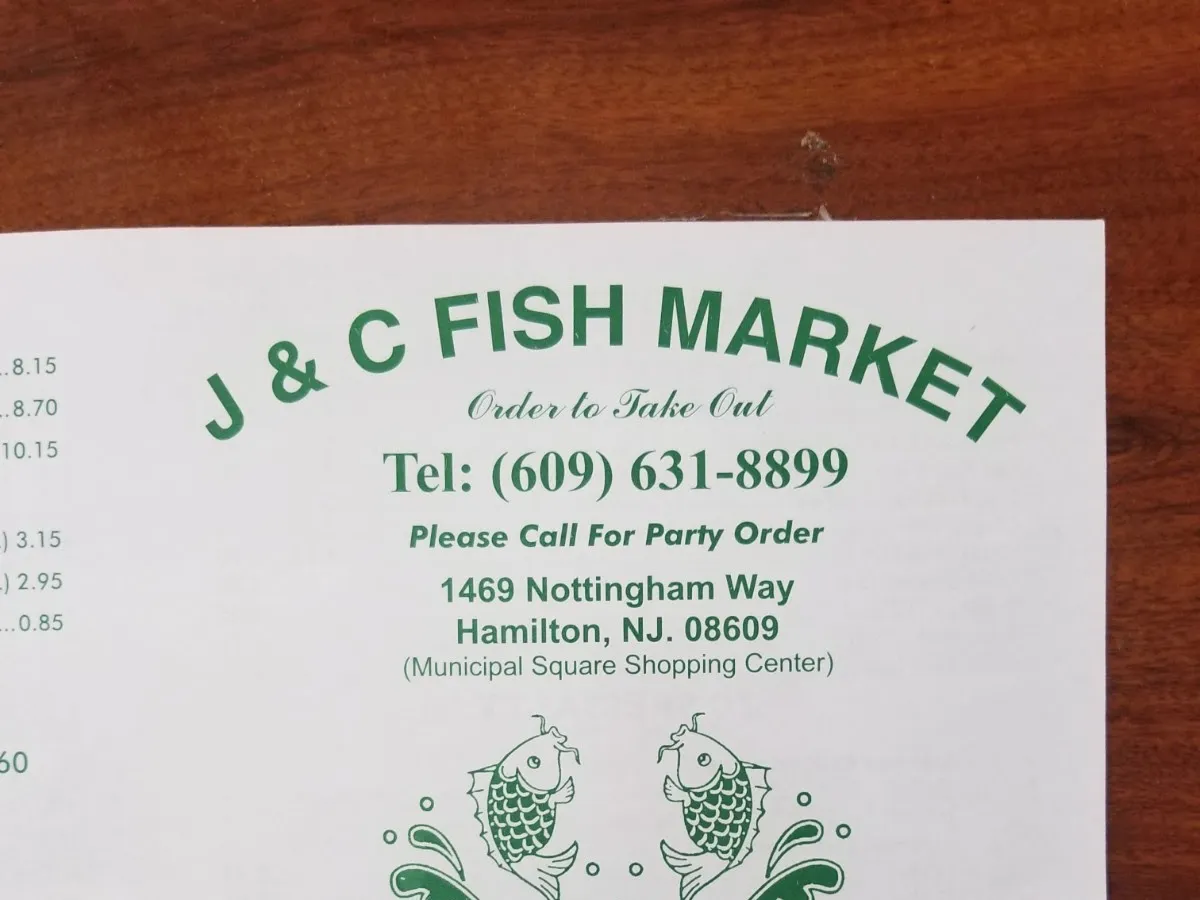 J & C FISH MARKET
Order to Take Out
Tel: (609) 631-8899
Please Call For Party Order
1469 Nottingham Way
Hamilton, NJ. 08609
(Municipal Square Shopping Center)
..8.15
..8.70
10.15
.) 3.15
.) 2.95
...0.85
60